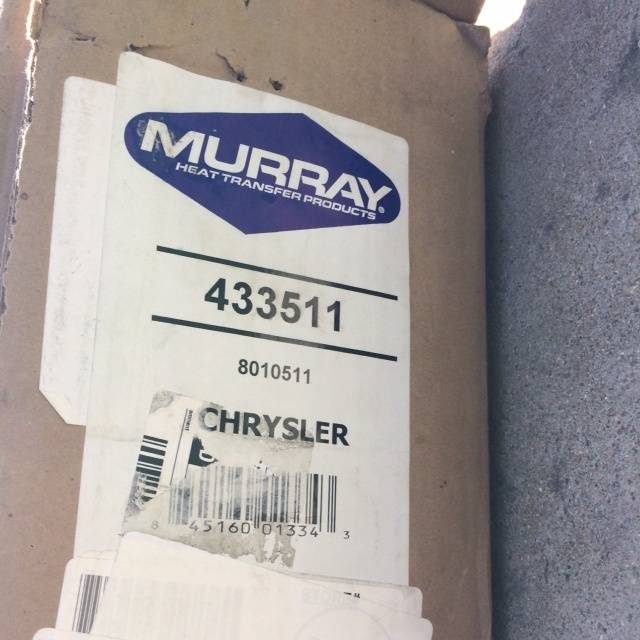 MURRAY®
HEAT TRANSFER PRODUCTS
433511
8010511
CHRYSLER
8 45160 01334 3